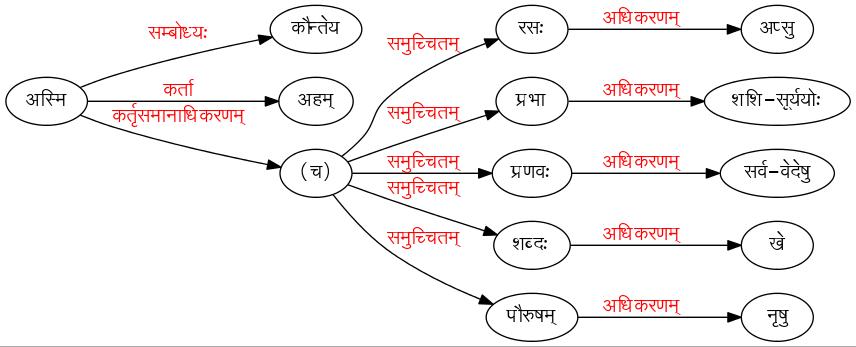 सम्बोध्यः
कौन्तेय
रसः
अधिकरणम्
अप्सु
समुच्चितम्
अस्मि
कर्ता
अहम्
कर्तृसमानाधिकरणम्
समुच्चितम्
प्रभा
अधिकरणम्
शशि-सूर्ययोः
(च)
समुच्चितम्
प्रणवः
अधिकरणम्
सर्व-वेदेषु
समुच्चितम्
शब्दः
अधिकरणम्
खे
समुच्चितम्
पौरुषम्
अधिकरणम्
नृषु